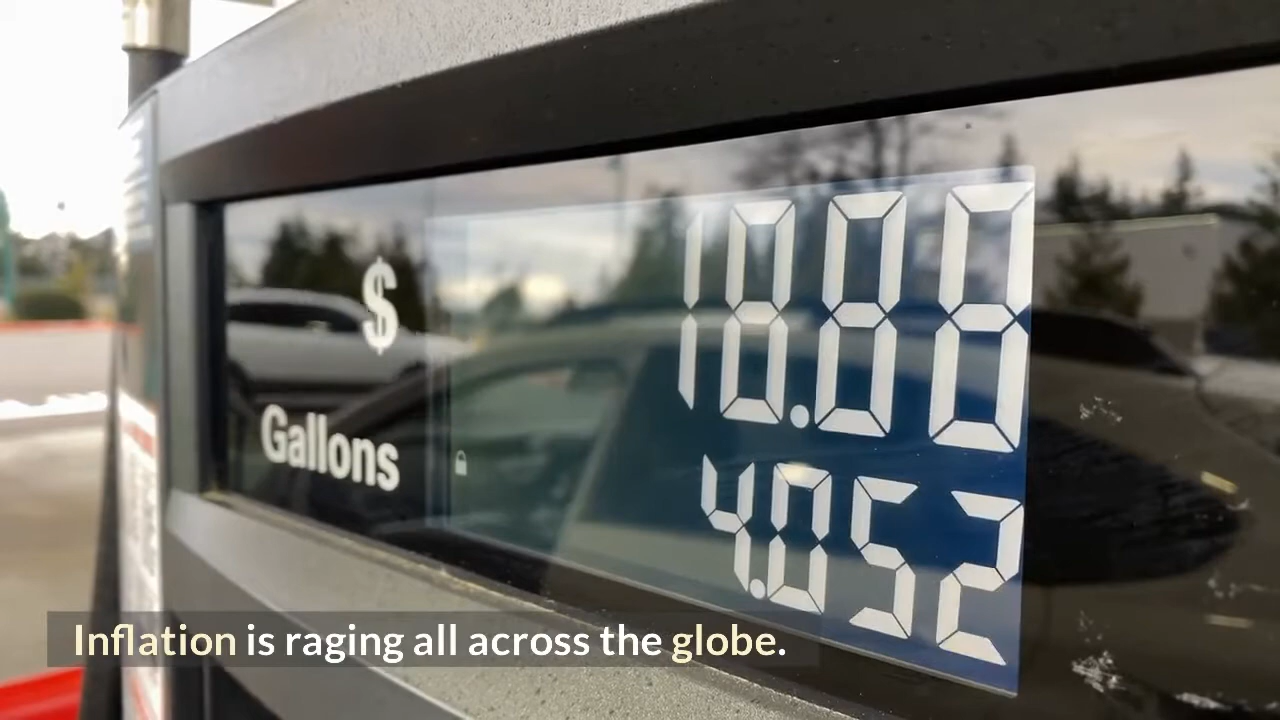 $ 18.88
Gallons 4.052
Inflation is raging all across the globe.